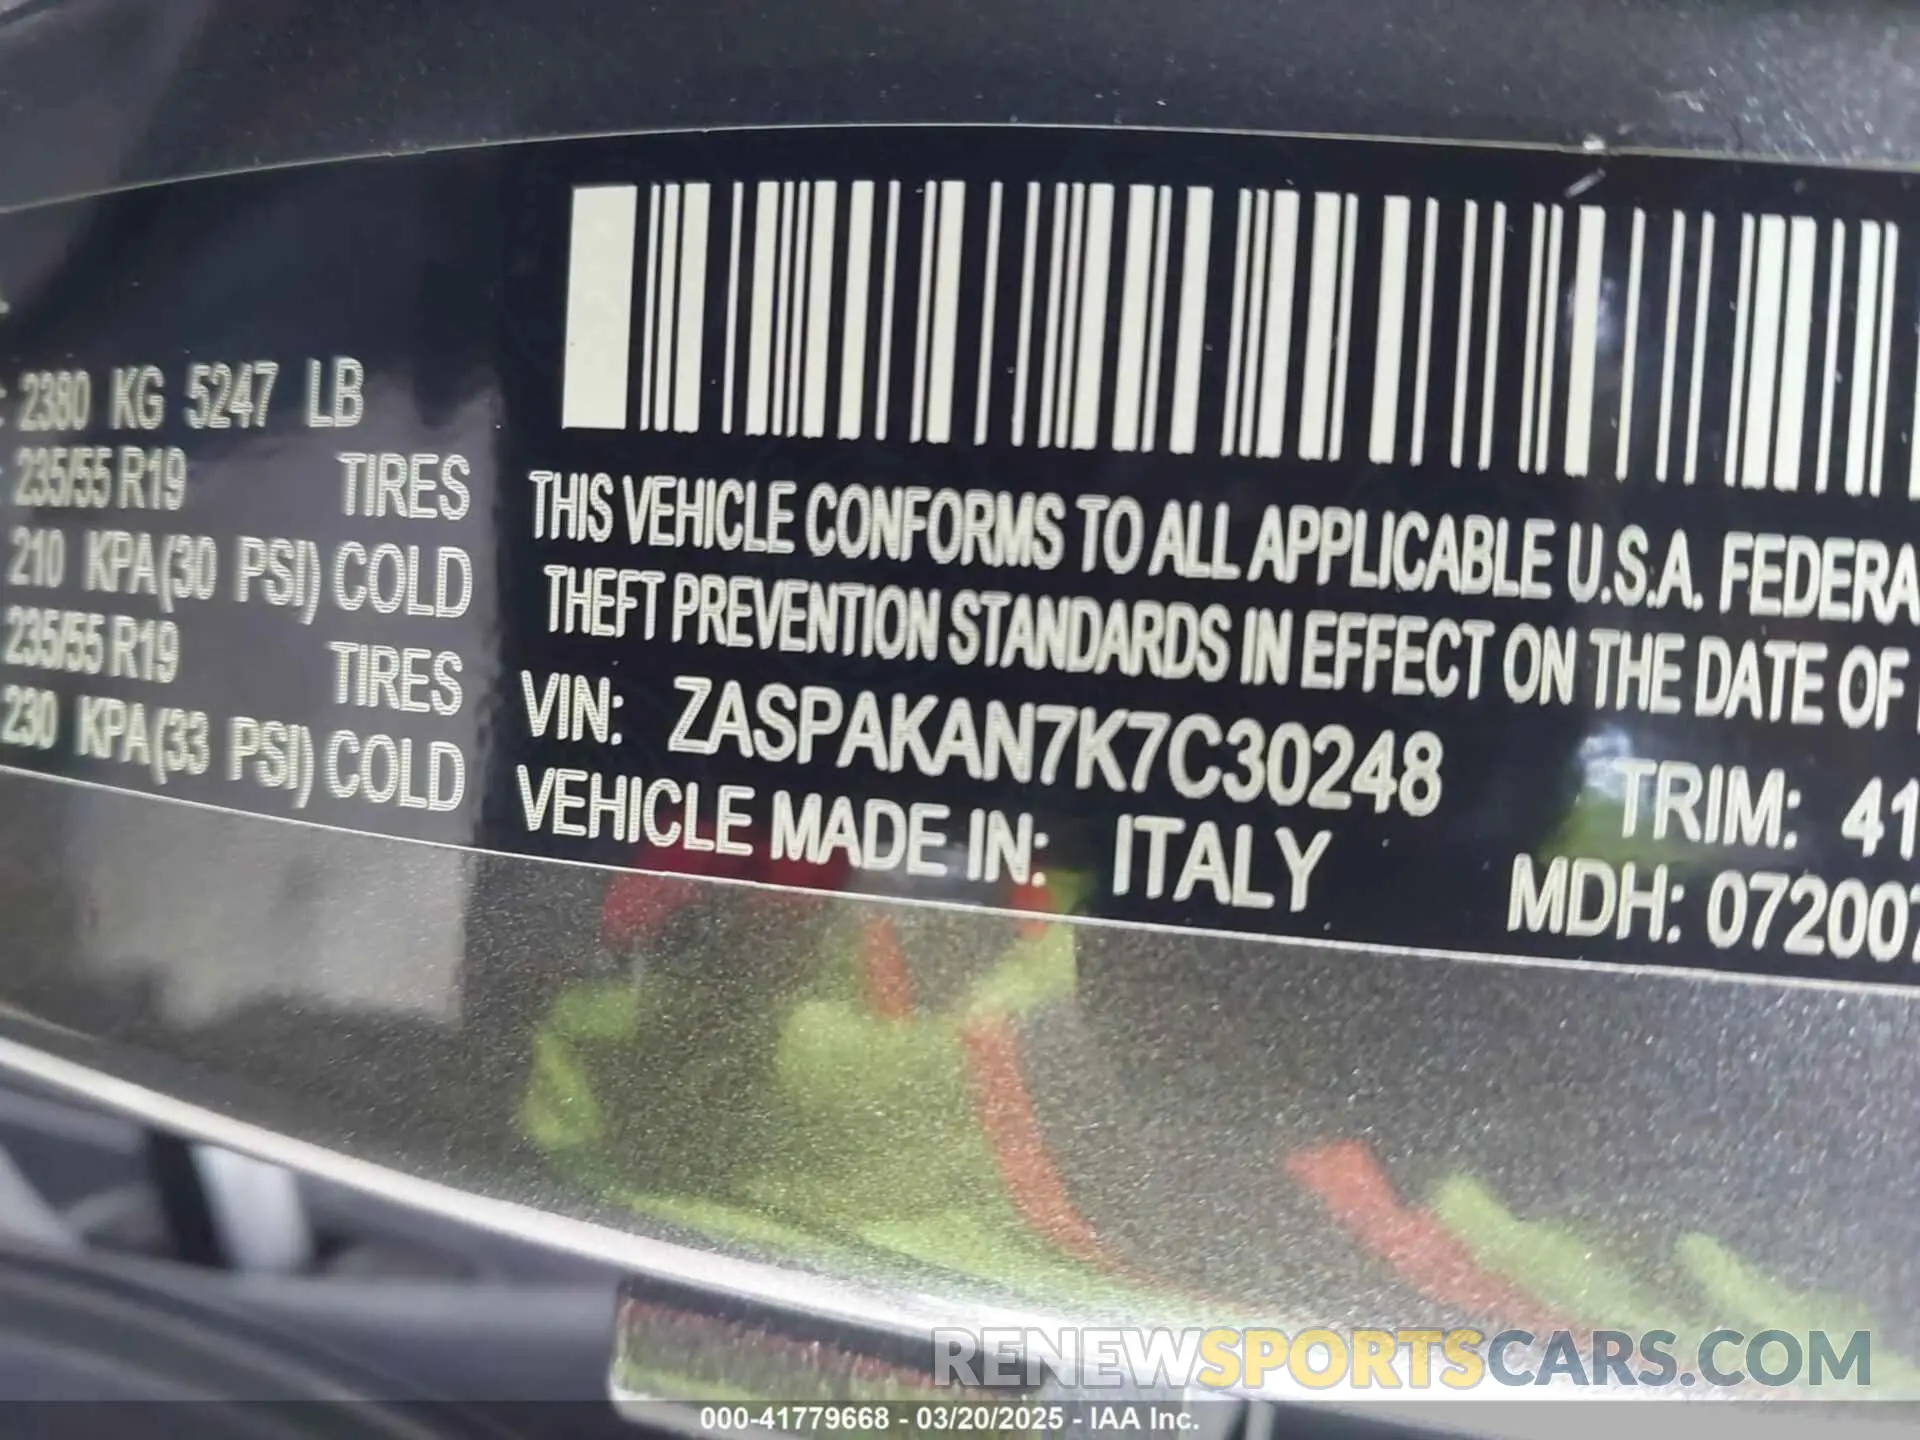 2380 KG 5247 LB
235/55 R19 TIRES
210 KPA(30 PSI) COLD
235/55 R19 TIRES
230 KPA(33 PSI) COLD
THIS VEHICLE CONFORMS TO ALL APPLICABLE U.S.A. FEDERA
THEFT PREVENTION STANDARDS IN EFFECT ON THE DATE OF
VIN: ZASPAKAN7K7C30248
TRIM: 41
VEHICLE MADE IN: ITALY
MDH: 072007
RENEWSPORTSCARS.COM
000-41779668 - 03/20/2025 - IAA Inc.